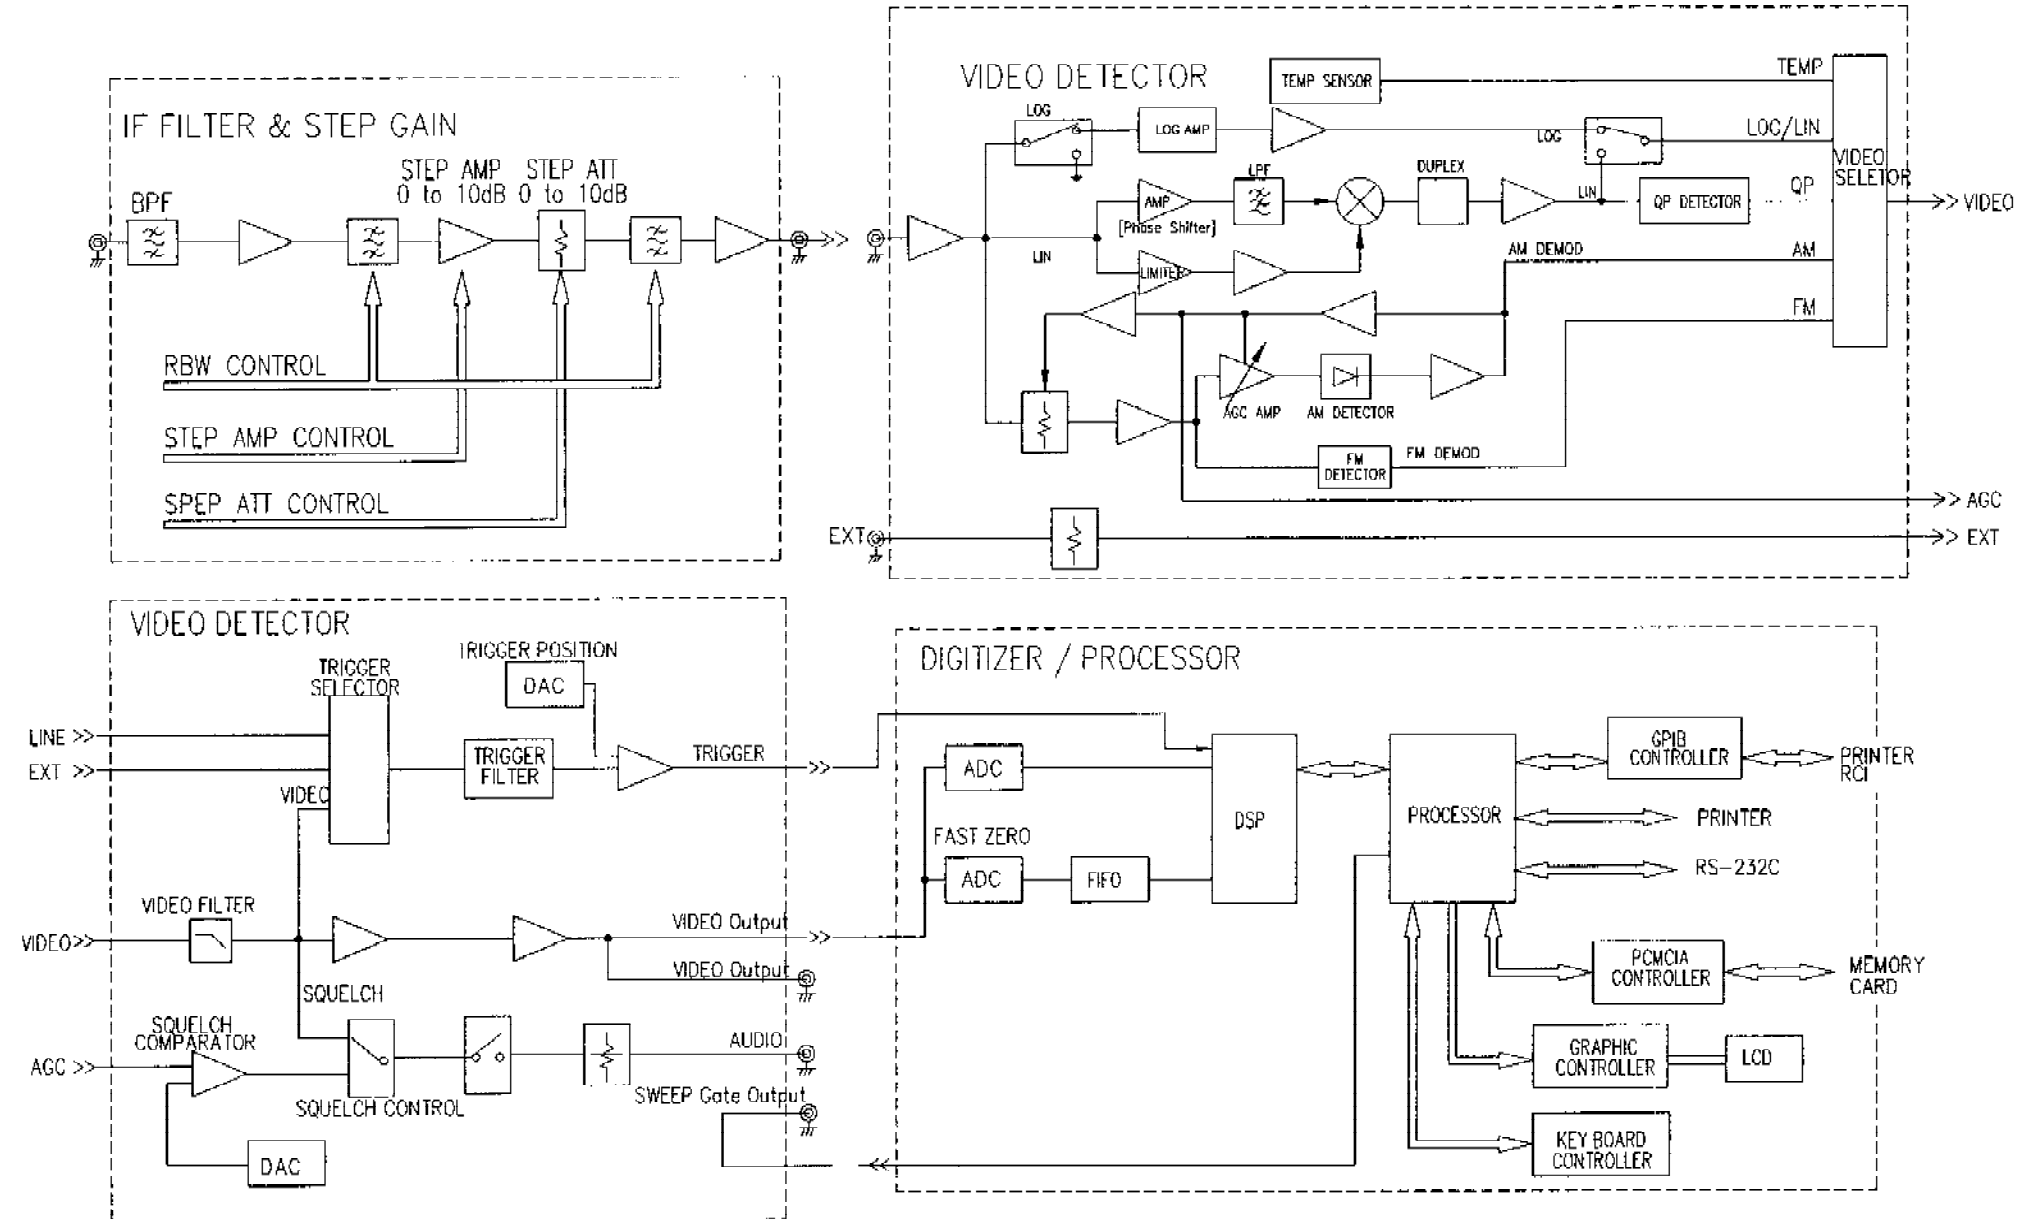 IF FILTER & STEP GAIN
BPF
STEP AMP
0 to 10dB
STEP ATT
0 to 10dB
RBW CONTROL
STEP AMP CONTROL
SPEP ATT CONTROL
VIDEO DETECTOR
TEMP SENSOR
TEMP
LOG
LOG AMP
LOG
LOG/LIN
VIDEO
SELETOR
VIDEO
AMP
[Phase Shifter]
LPF
DUPLEX
LIN
QP DETECTOR
QP
LIN
LIMITER
AM DEMOD
AM
FM
AGC AMP
AM DETECTOR
FM
DETECTOR
FM DEMOD
AGC
EXT
EXT
VIDEO DETECTOR
TRIGGER POSITION
DAC
TRIGGER
SELECTOR
LINE
EXT
VIDEO
TRIGGER
FILTER
TRIGGER
VIDEO FILTER
VIDEO
VIDEO Output
VIDEO Output
SQUELCH
SQUELCH
COMPARATOR
AGC
SQUELCH CONTROL
AUDIO
SWEEP Gate Output
DAC
DIGITIZER / PROCESSOR
ADC
FAST ZERO
ADC
FIFO
DSP
PROCESSOR
GPIB
CONTROLLER
PRINTER
RCI
PRINTER
RS-232C
PCMCIA
CONTROLLER
MEMORY
CARD
GRAPHIC
CONTROLLER
LCD
KEY BOARD
CONTROLLER